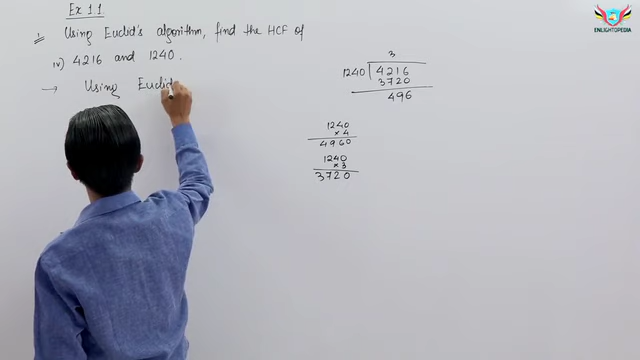 Ex 1.1
1. Using Euclid's algorithm, find the HCF of
iv) 4216 and 1240.
→ Using Euclid
3
1240 4216
3720
496
1240
× 4
4960
1240
× 3
3720
ENLIGHTOPEDIA